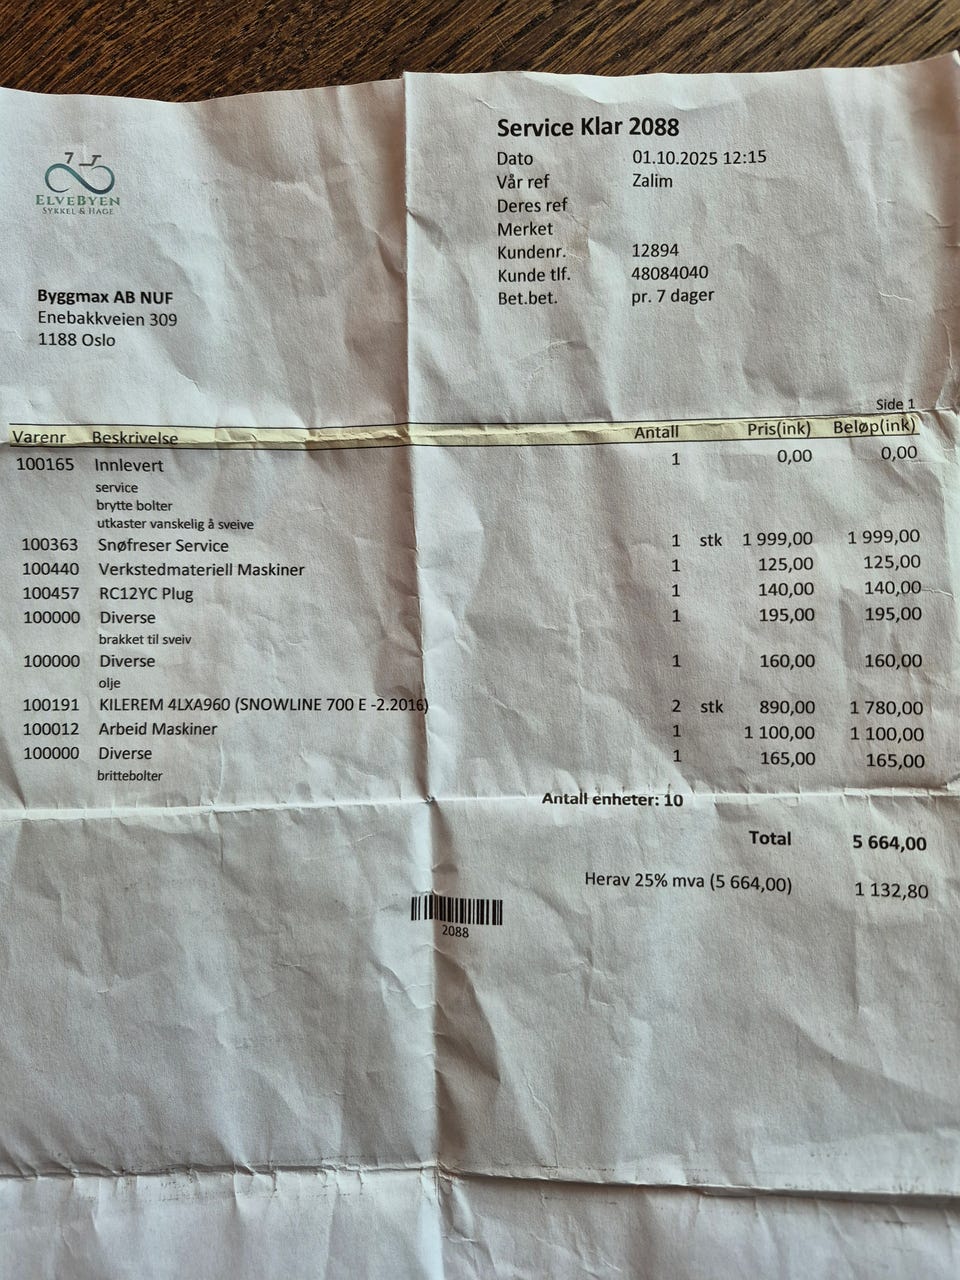 ELVEBYEN
SYKKEL & HAGE
Service Klar 2088
Dato 01.10.2025 12:15
Vår ref Zalim
Deres ref
Merket
Kundenr. 12894
Kunde tlf. 48084040
Bet.bet. pr. 7 dager
Byggmax AB NUF
Enebakkveien 309
1188 Oslo
Side 1
Varenr Beskrivelse Antall Pris(ink) Beløp(ink)
100165 Innlevert 1 0,00 0,00
service
brytte bolter
utkaster vanskelig å sveive
100363 Snøfreser Service 1 stk 1 999,00 1 999,00
100440 Verkstedmateriell Maskiner 1 125,00 125,00
100457 RC12YC Plug 1 140,00 140,00
100000 Diverse 1 195,00 195,00
brakket til sveiv
100000 Diverse 1 160,00 160,00
olje
100191 KILEREM 4LXA960 (SNOWLINE 700 E -2.2016) 2 stk 890,00 1 780,00
100012 Arbeid Maskiner 1 1 100,00 1 100,00
100000 Diverse 1 165,00 165,00
brittebolter
Antall enheter: 10
Total 5 664,00
Herav 25% mva (5 664,00) 1 132,80
2088